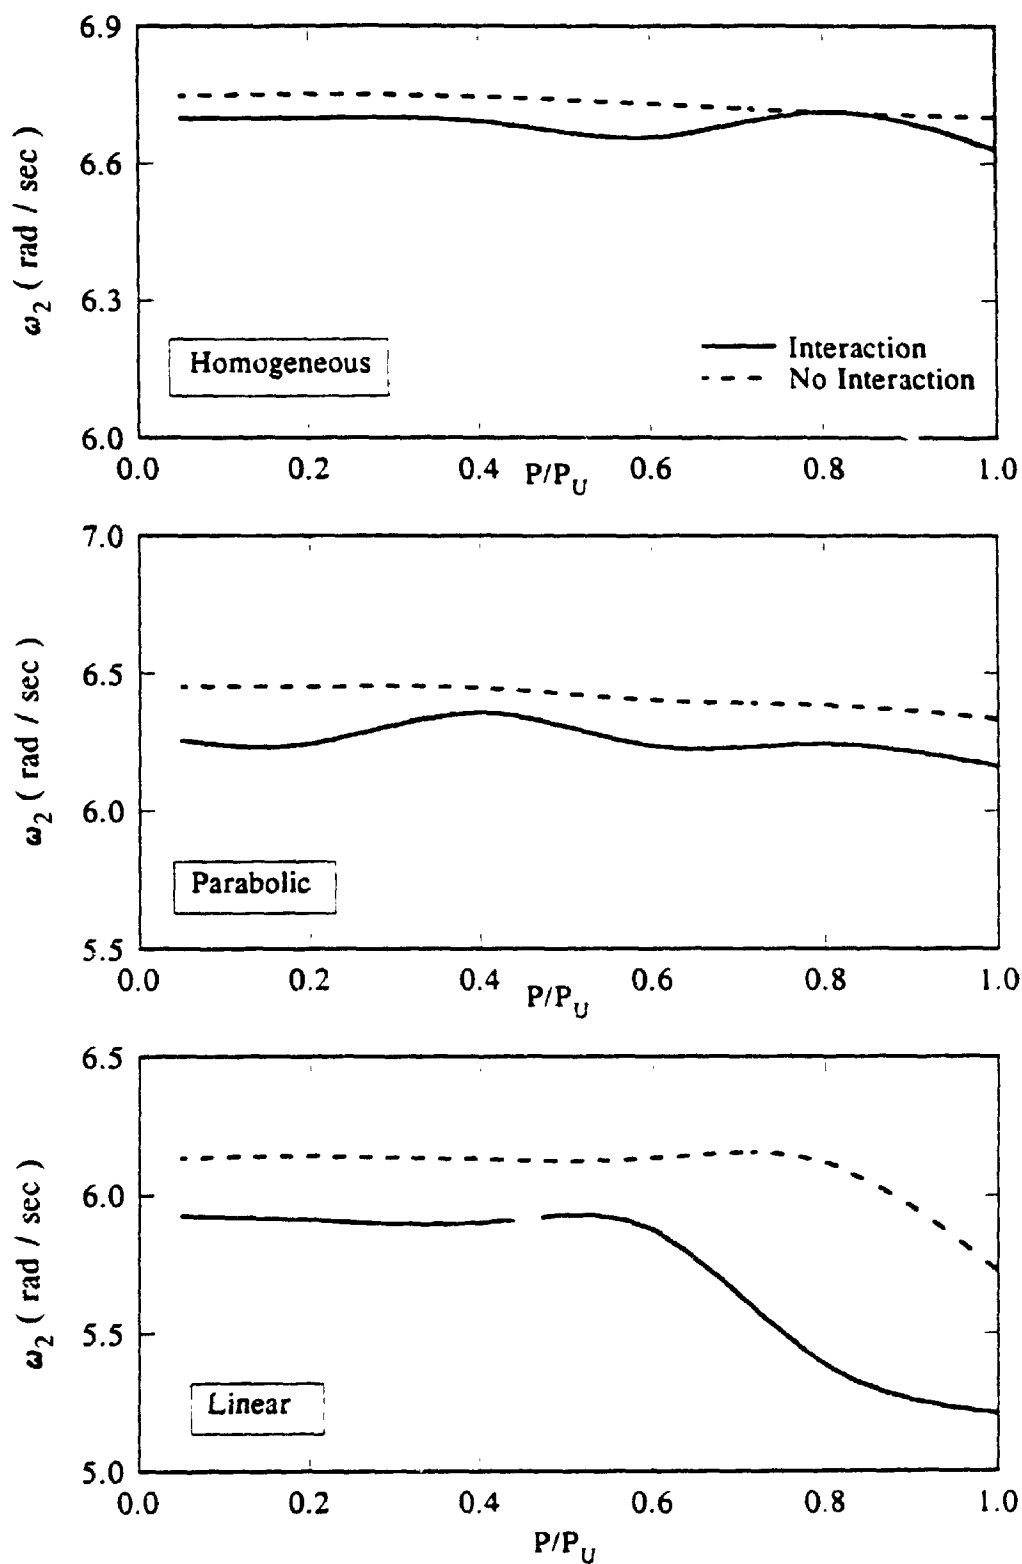 6.9
6.6
6.3
6.0
ω2 ( rad / sec )
Homogeneous
Interaction
No Interaction
0.0 0.2 0.4 P/PU 0.6 0.8 1.0
7.0
6.5
6.0
5.5
ω2 ( rad / sec )
Parabolic
0.0 0.2 0.4 P/PU 0.6 0.8 1.0
6.5
6.0
5.5
5.0
ω2 ( rad / sec )
Linear
0.0 0.2 0.4 0.6 0.8 1.0
P/PU